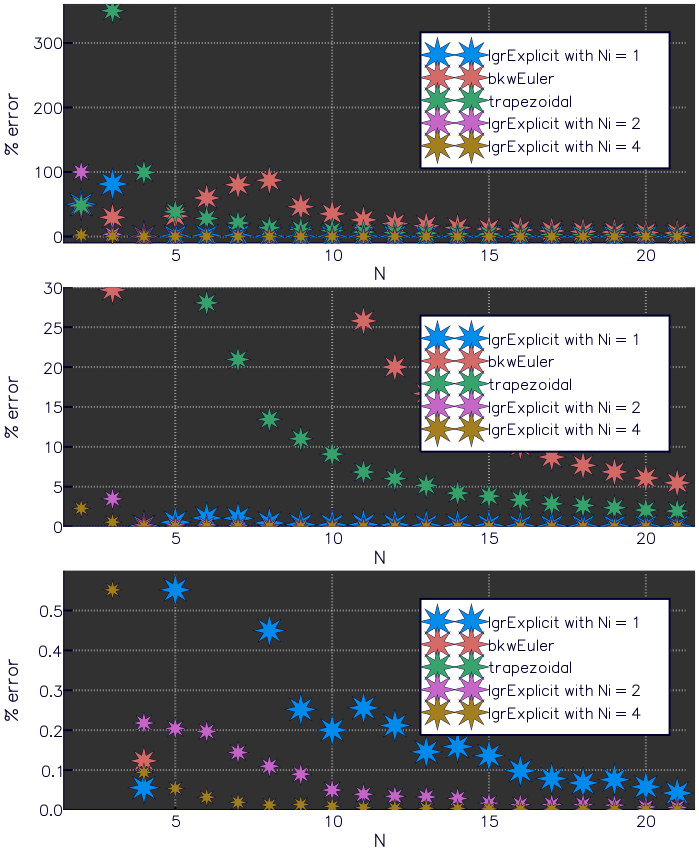 300
200
100
0
5
10
15
20
% error
N
lgrExplicit with Ni = 1
bkwEuler
trapezoidal
lgrExplicit with Ni = 2
lgrExplicit with Ni = 4
30
25
20
15
10
5
0
5
10
15
20
% error
N
lgrExplicit with Ni = 1
bkwEuler
trapezoidal
lgrExplicit with Ni = 2
lgrExplicit with Ni = 4
0.5
0.4
0.3
0.2
0.1
0.0
5
10
15
20
% error
N
lgrExplicit with Ni = 1
bkwEuler
trapezoidal
lgrExplicit with Ni = 2
lgrExplicit with Ni = 4